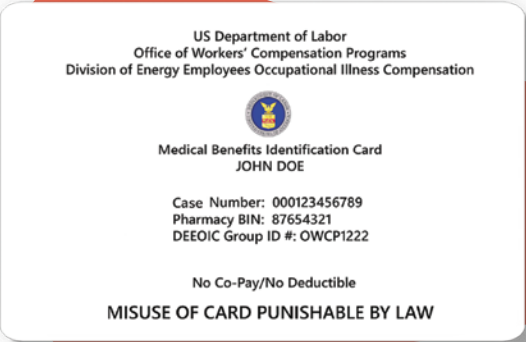 US Department of Labor
Office of Workers' Compensation Programs
Division of Energy Employees Occupational Illness Compensation
Medical Benefits Identification Card
JOHN DOE
Case Number: 000123456789
Pharmacy BIN: 87654321
DEEOIC Group ID #: OWCP1222
No Co-Pay/No Deductible
MISUSE OF CARD PUNISHABLE BY LAW